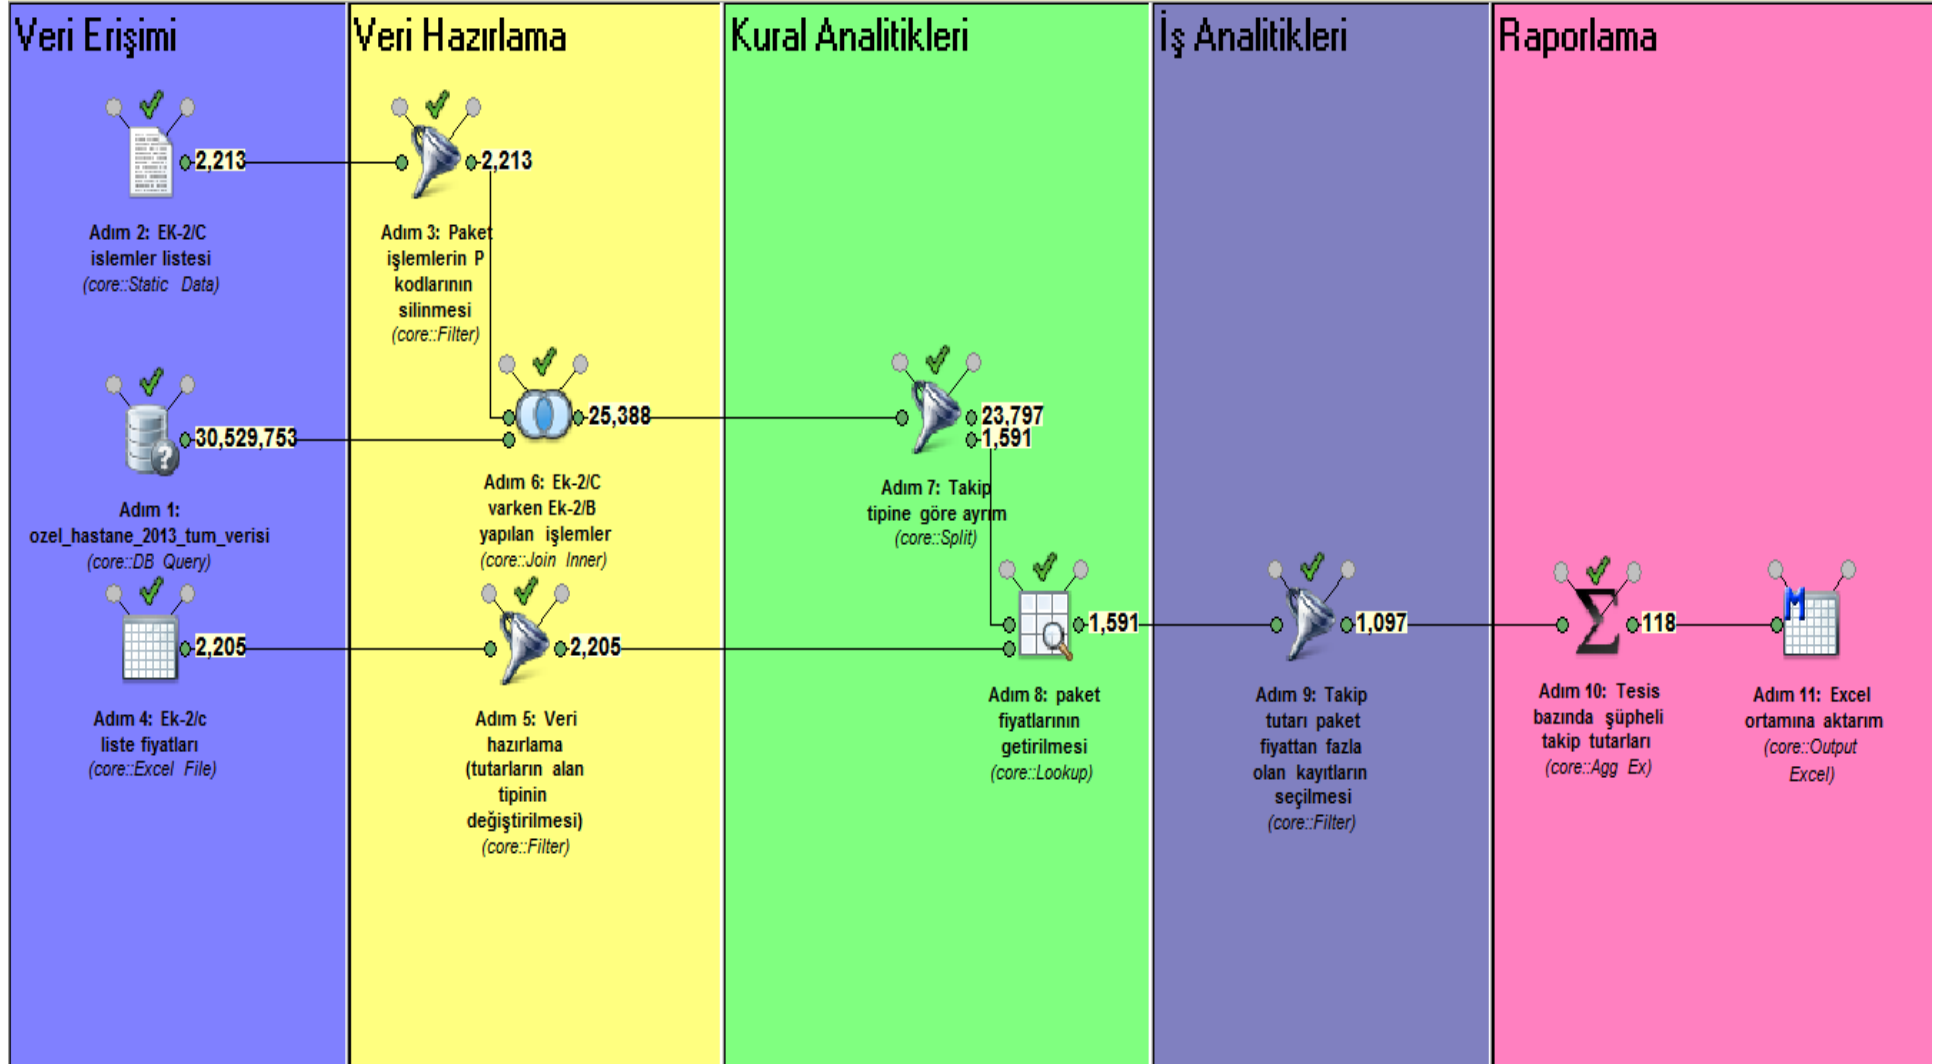 Veri Erişimi
2,213
Adım 2: EK-2/C
islemler listesi
(core::Static Data)
30,529,753
Adım 1:
ozel_hastane_2013_tum_verisi
(core::DB Query)
2,205
Adım 4: Ek-2/c
liste fiyatları
(core::Excel File)
Veri Hazırlama
2,213
Adım 3: Paket
işlemlerin P
kodlarının
silinmesi
(core::Filter)
25,388
Adım 6: Ek-2/C
varken Ek-2/B
yapılan işlemler
(core::Join Inner)
2,205
Adım 5: Veri
hazırlama
(tutarların alan
tipinin
değiştirilmesi)
(core::Filter)
Kural Analitikleri
23,797
1,591
Adım 7: Takip
tipine göre ayrım
(core::Split)
1,591
Adım 8: paket
fiyatlarının
getirilmesi
(core::Lookup)
İş Analitikleri
1,097
Adım 9: Takip
tutarı paket
fiyattan fazla
olan kayıtların
seçilmesi
(core::Filter)
Raporlama
118
Adım 10: Tesis
bazında şüpheli
takip tutarları
(core::Agg Ex)
M
Adım 11: Excel
ortamına aktarım
(core::Output
Excel)